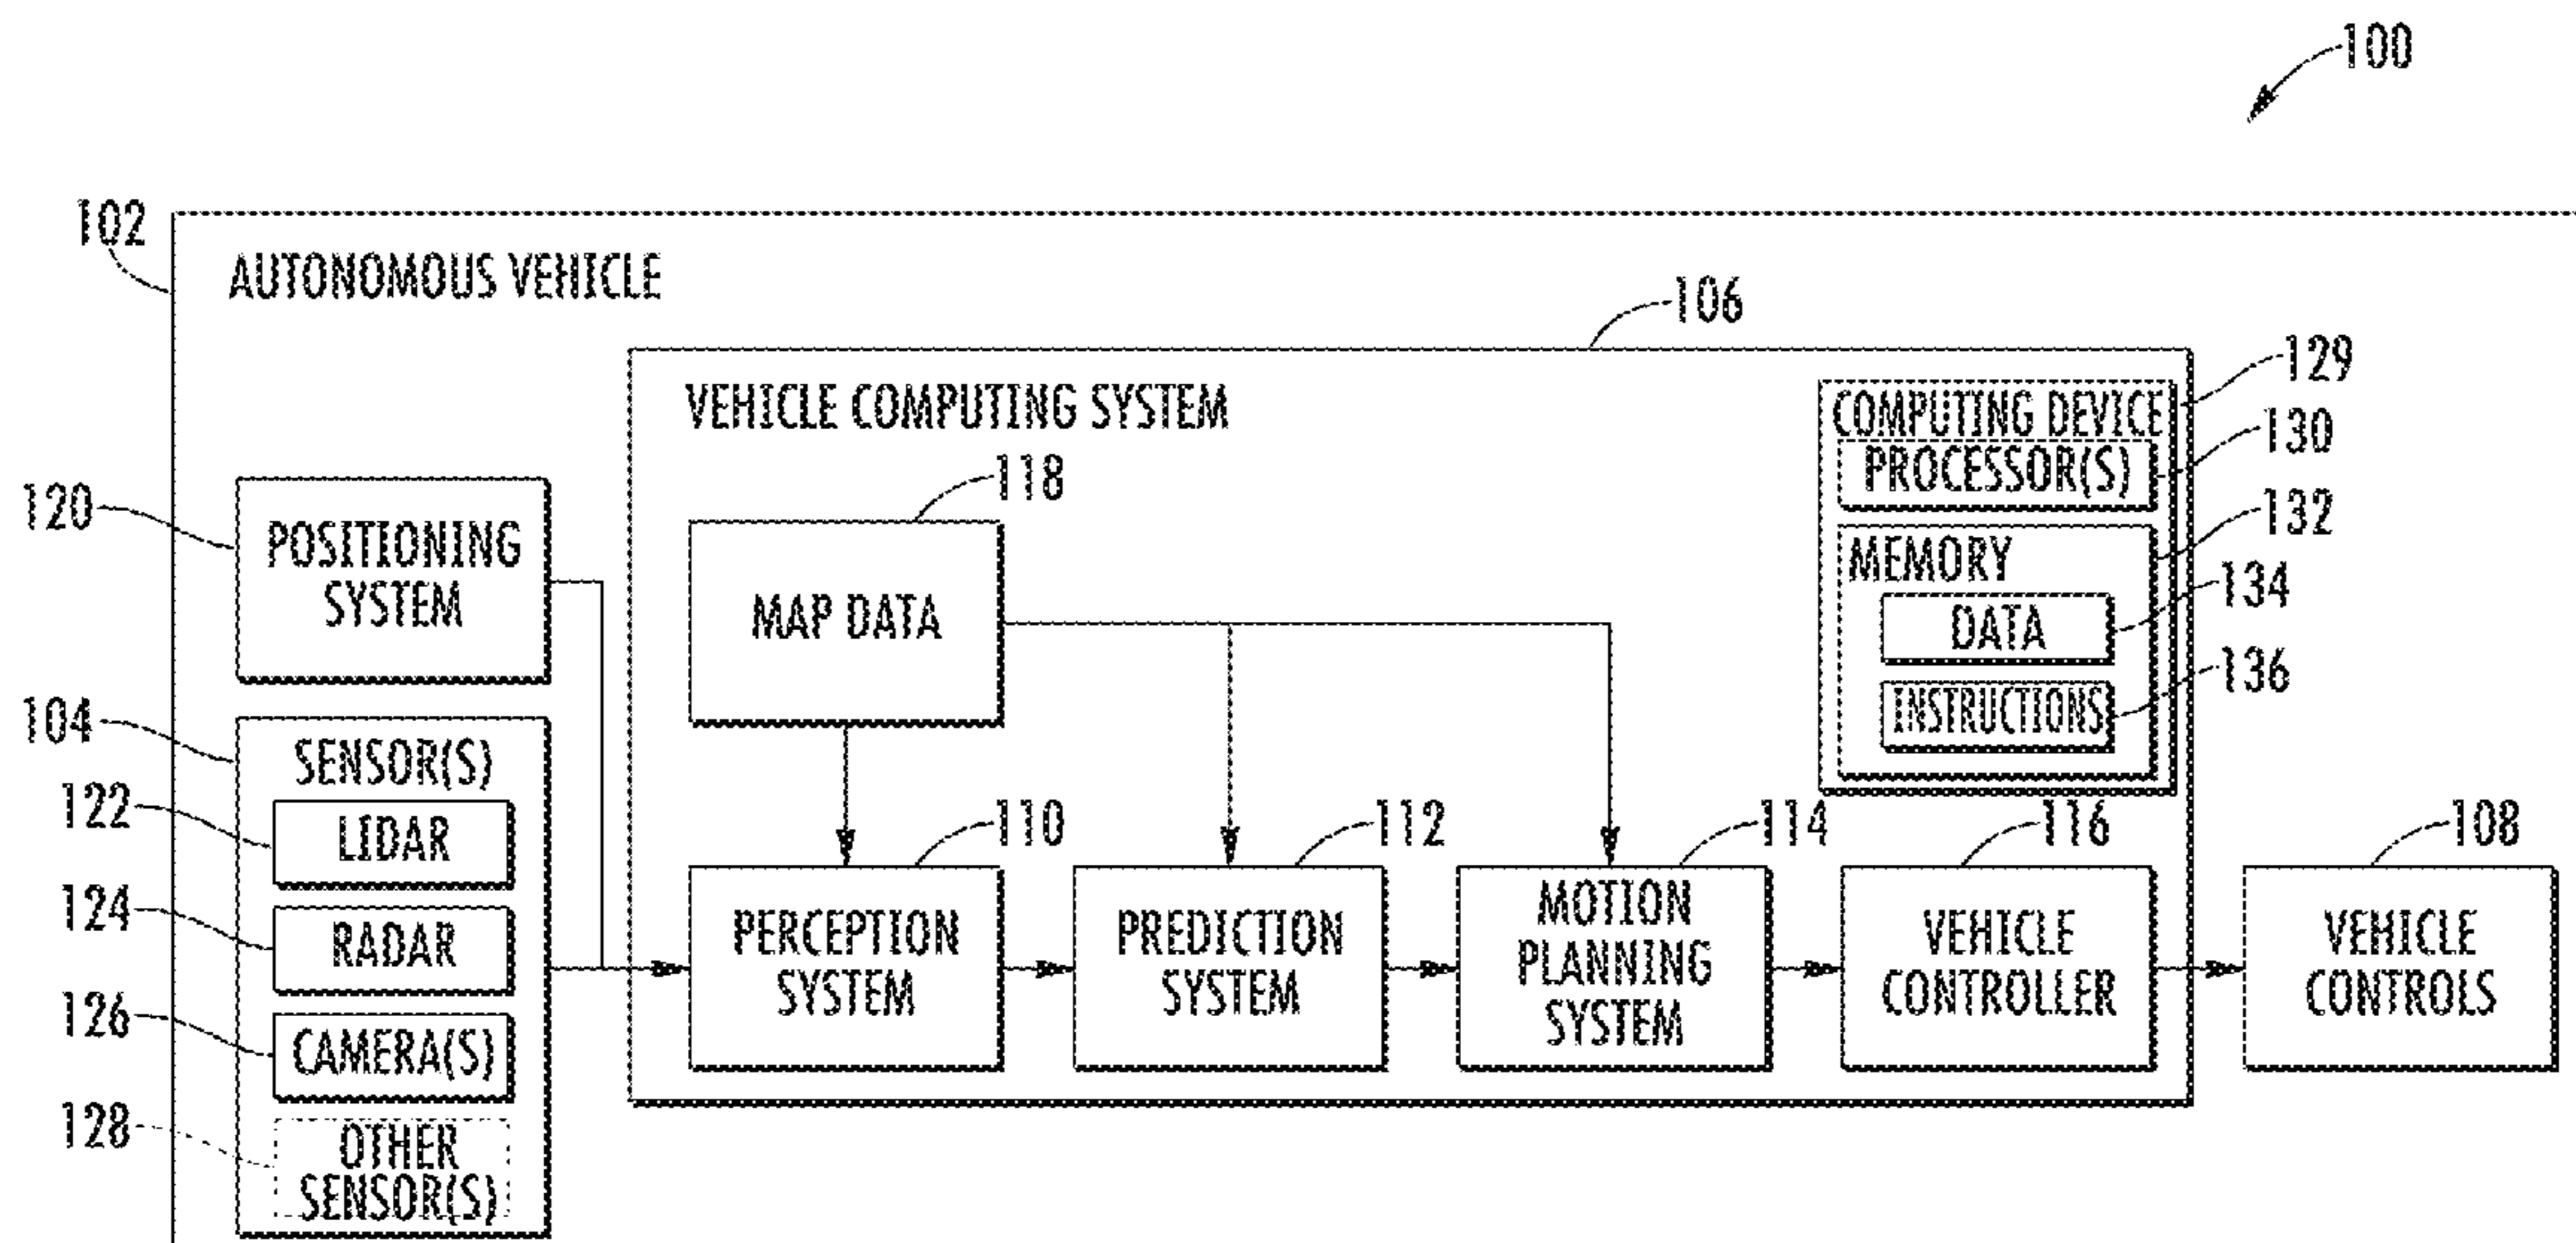 100
102
AUTONOMOUS VEHICLE
106
VEHICLE COMPUTING SYSTEM
129
COMPUTING DEVICE
130
PROCESSOR(S)
132
MEMORY
134
DATA
136
INSTRUCTIONS
118
MAP DATA
120
POSITIONING
SYSTEM
104
SENSOR(S)
122
LIDAR
124
RADAR
126
CAMERA(S)
128
OTHER
SENSOR(S)
110
PERCEPTION
SYSTEM
112
PREDICTION
SYSTEM
114
MOTION
PLANNING
SYSTEM
116
VEHICLE
CONTROLLER
108
VEHICLE
CONTROLS